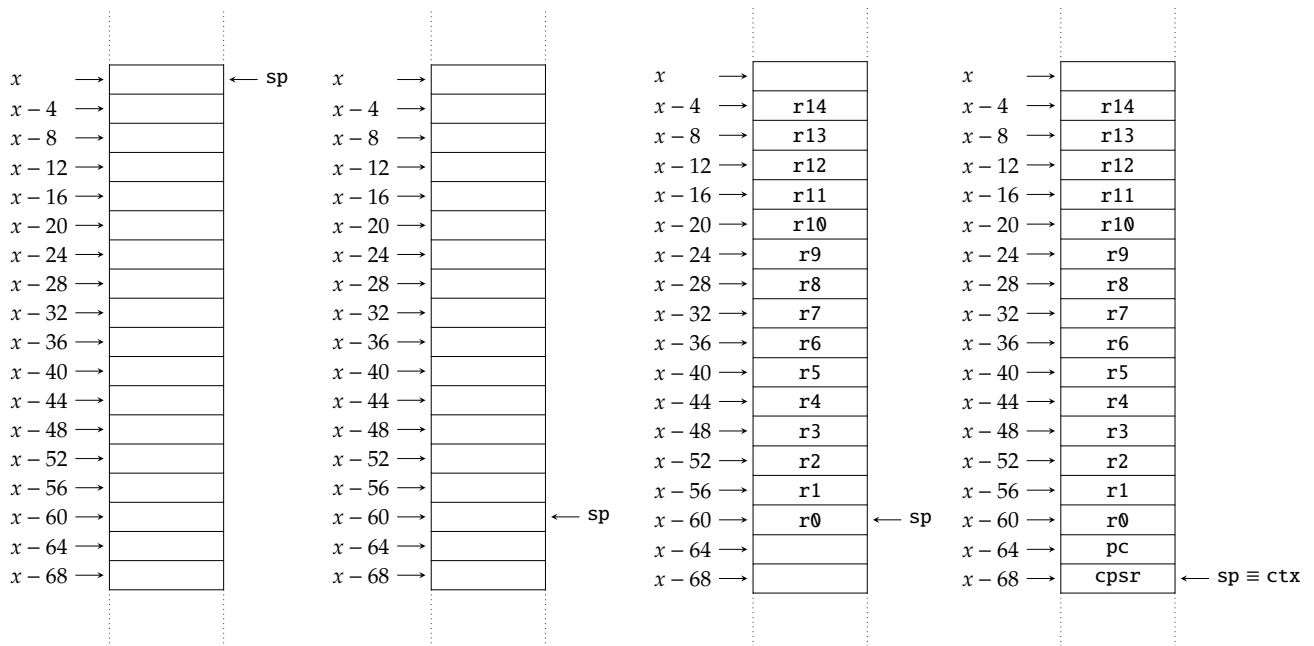 x sp
x − 4
x − 8
x − 12
x − 16
x − 20
x − 24
x − 28
x − 32
x − 36
x − 40
x − 44
x − 48
x − 52
x − 56
x − 60
x − 64
x − 68
x
x − 4
x − 8
x − 12
x − 16
x − 20
x − 24
x − 28
x − 32
x − 36
x − 40
x − 44
x − 48
x − 52
x − 56
x − 60 sp
x − 64
x − 68
x
x − 4 r14
x − 8 r13
x − 12 r12
x − 16 r11
x − 20 r10
x − 24 r9
x − 28 r8
x − 32 r7
x − 36 r6
x − 40 r5
x − 44 r4
x − 48 r3
x − 52 r2
x − 56 r1
x − 60 r0 sp
x − 64
x − 68
x
x − 4 r14
x − 8 r13
x − 12 r12
x − 16 r11
x − 20 r10
x − 24 r9
x − 28 r8
x − 32 r7
x − 36 r6
x − 40 r5
x − 44 r4
x − 48 r3
x − 52 r2
x − 56 r1
x − 60 r0
x − 64 pc
x − 68 cpsr sp ≡ ctx